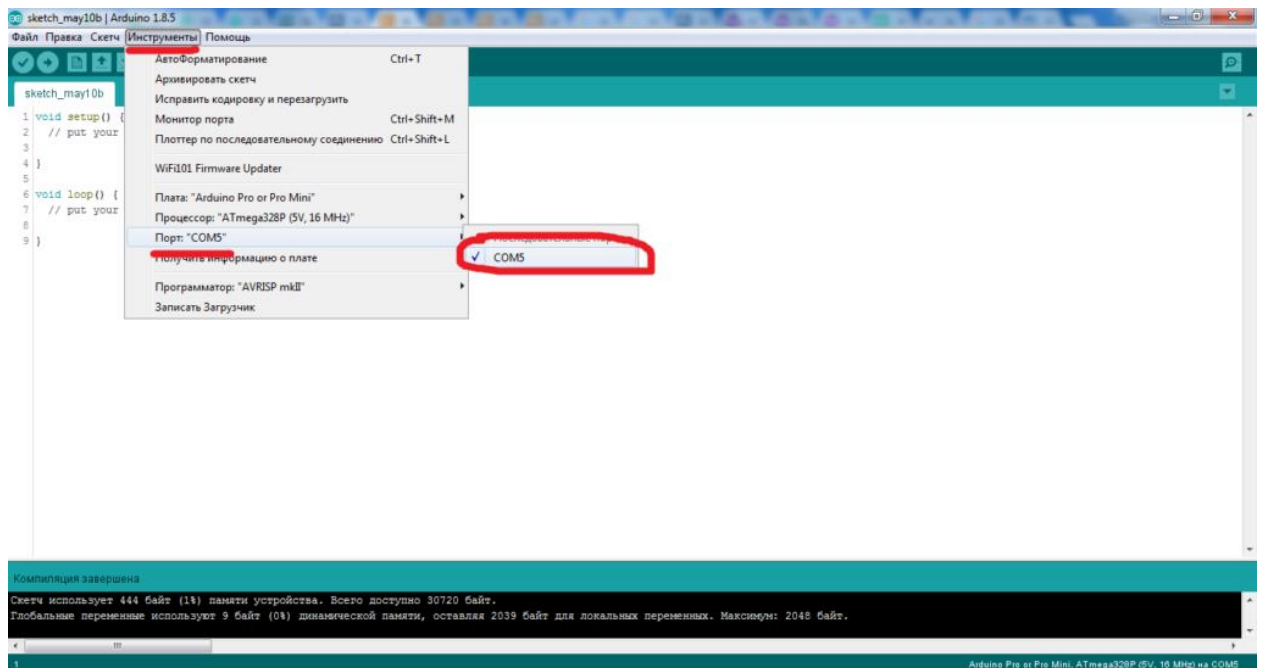 sketch_may10b | Arduino 1.8.5
Файл Правка Скетч Инструменты Помощь
sketch_may10b
АвтоФорматирование Ctrl+T
Архивировать скетч
Исправить кодировку и перезагрузить
Монитор порта Ctrl+Shift+M
Плоттер по последовательному соединению Ctrl+Shift+L
WiFi101 Firmware Updater
Плата: "Arduino Pro or Pro Mini"
Процессор: "ATmega328P (5V, 16 MHz)"
Порт: "COM5"
Получить информацию о плате
Программатор: "AVRISP mkII"
Записать Загрузчик
COM5
1 void setup() {
2 // put your
3
4 }
5
6 void loop() {
7 // put your
8
9 }
Компиляция завершена
Скетч использует 444 байт (1%) памяти устройства. Всего доступно 30720 байт.
Глобальные переменные используют 9 байт (0%) динамической памяти, оставляя 2039 байт для локальных переменных. Максимум: 2048 байт.
1 Arduino Pro or Pro Mini, ATmega328P (5V, 16 MHz) на COM5